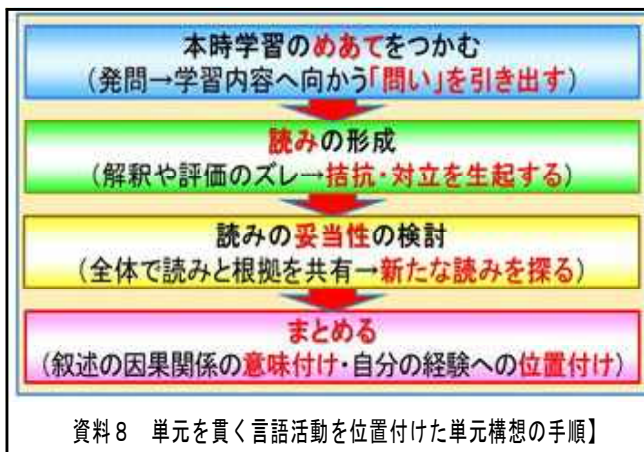 本時学習のめあてをつかむ
(発問→学習内容へ向かう「問い」を引き出す)
読みの形成
(解釈や評価のズレ→拮抗・対立を生起する)
読みの妥当性の検討
(全体で読みと根拠を共有→新たな読みを探る)
まとめる
(叙述の因果関係の意味付け・自分の経験への位置付け)
資料8 単元を貫く言語活動を位置付けた単元構想の手順】